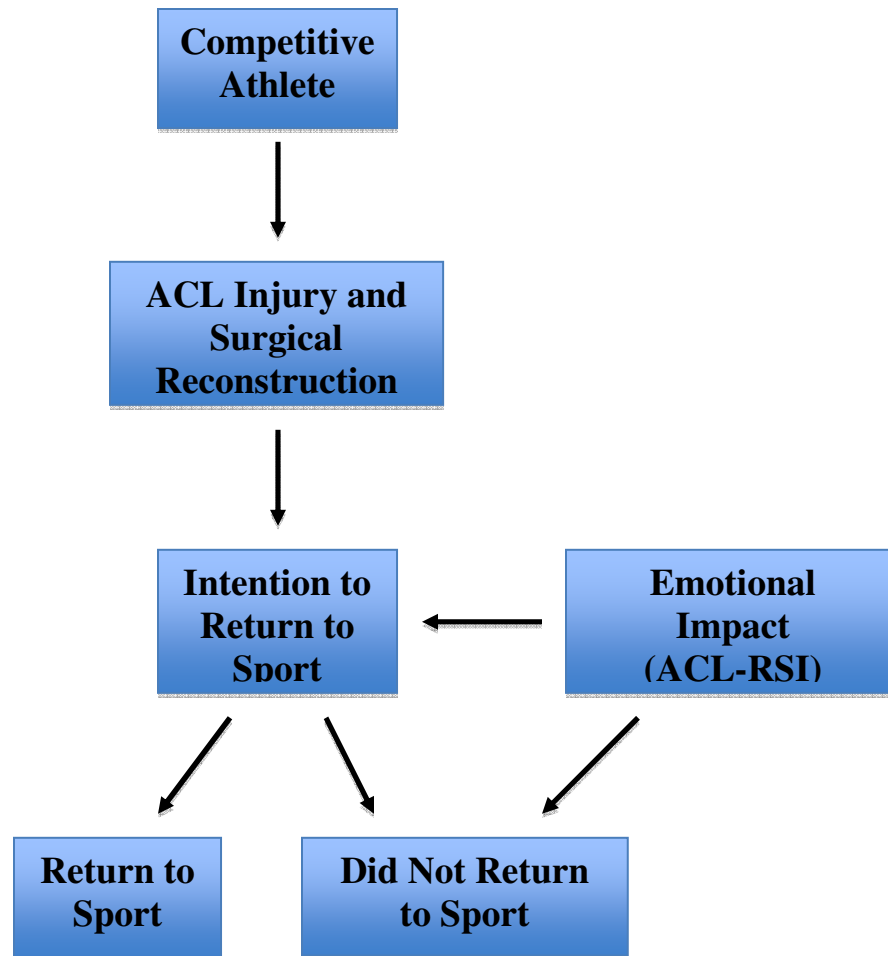 Competitive
Athlete
ACL Injury and
Surgical
Reconstruction
Intention to
Return to
Sport
Emotional
Impact
(ACL-RSI)
Return to
Sport
Did Not Return
to Sport